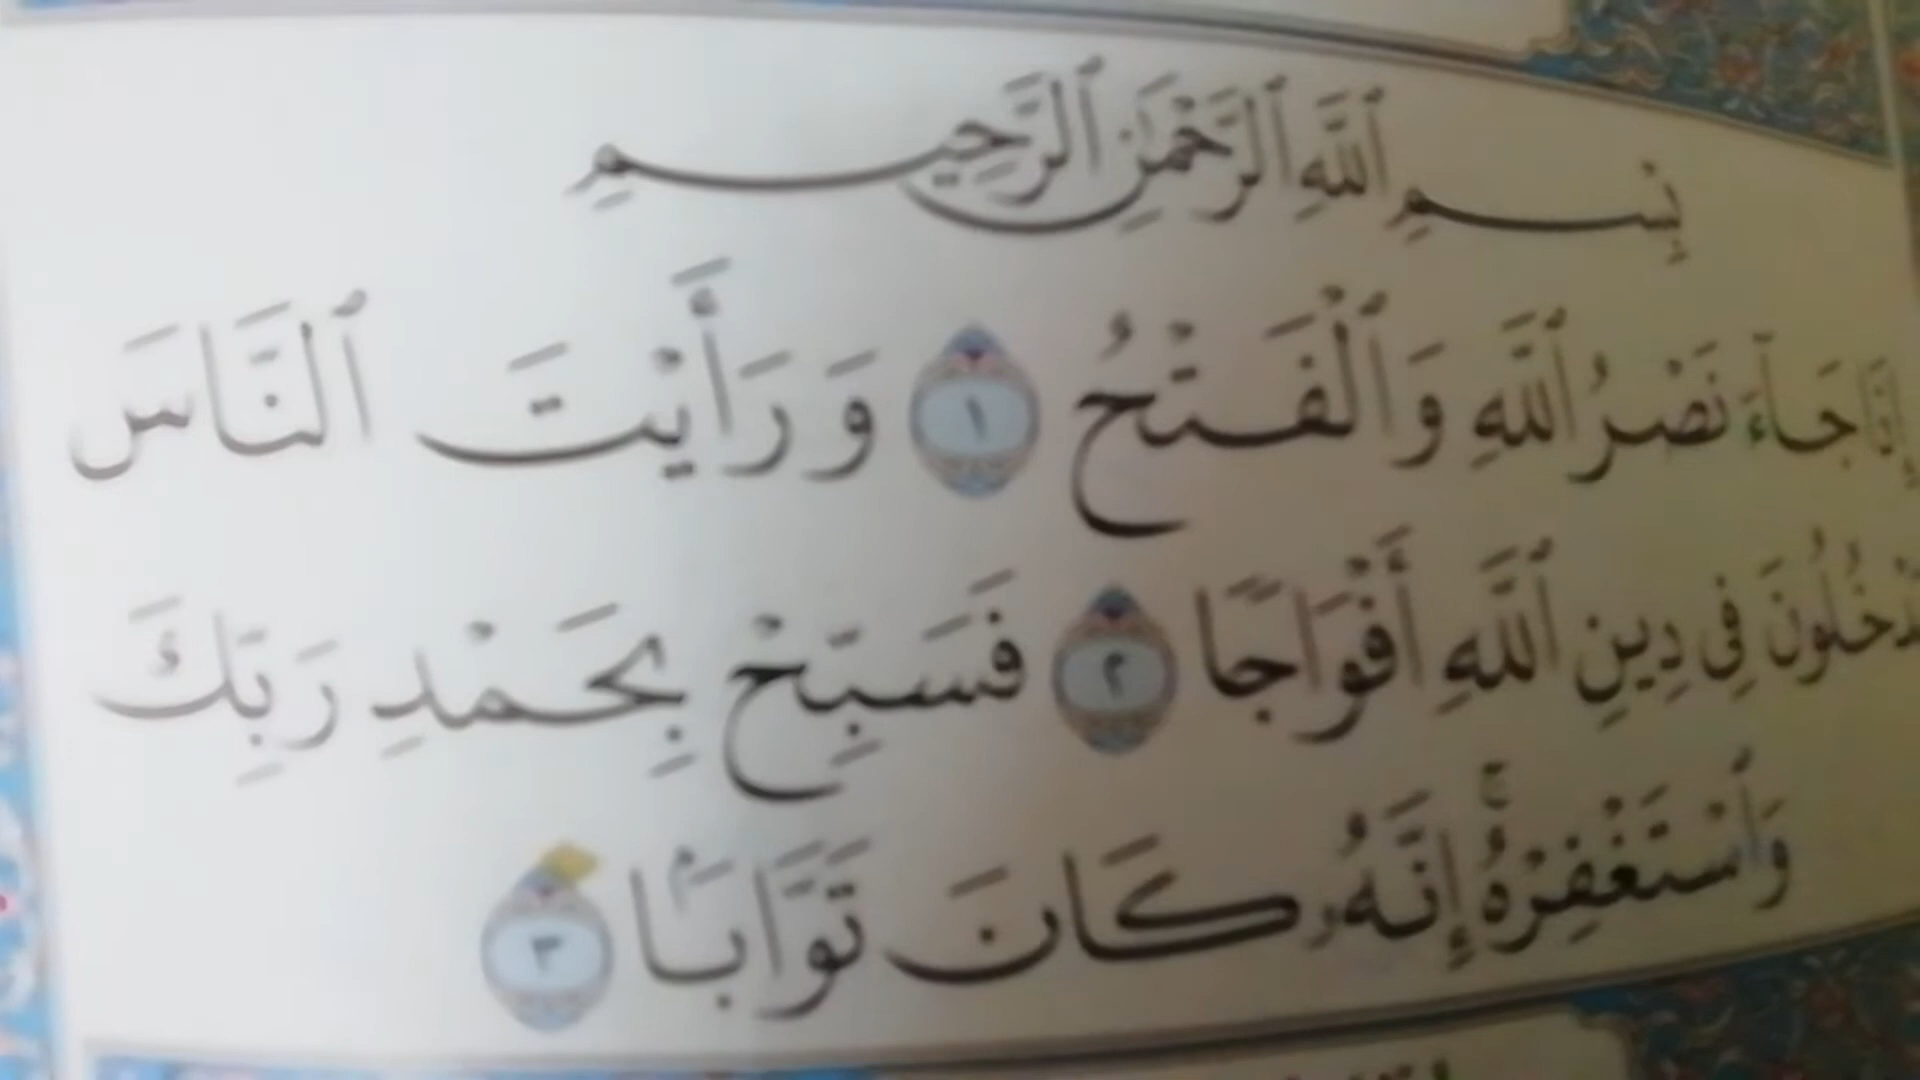 بِسْمِ ٱللَّهِ ٱلرَّحْمَٰنِ ٱلرَّحِيمِ
إِذَا جَآءَ نَصْرُ ٱللَّهِ وَٱلْفَتْحُ ١ وَرَأَيْتَ ٱلنَّاسَ
يَدْخُلُونَ فِى دِينِ ٱللَّهِ أَفْوَاجًا ٢ فَسَبِّحْ بِحَمْدِ رَبِّكَ
وَٱسْتَغْفِرْهُ ۚ إِنَّهُۥ كَانَ تَوَّابًۢا ٣